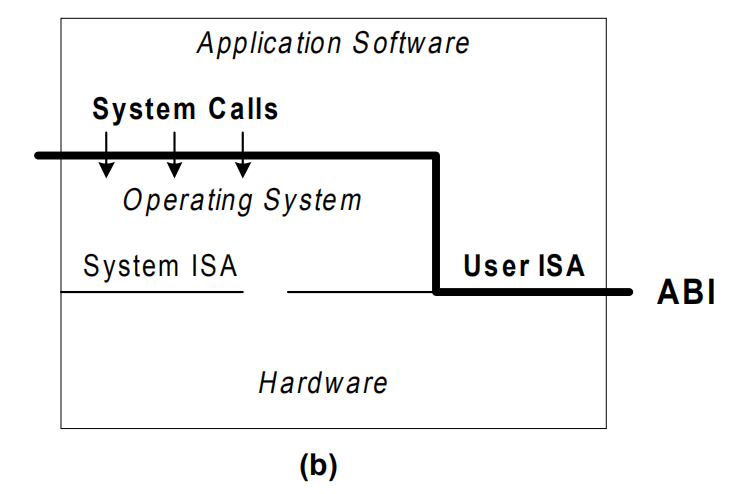 Application Software
System Calls
Operating System
System ISA
User ISA
ABI
Hardware
(b)